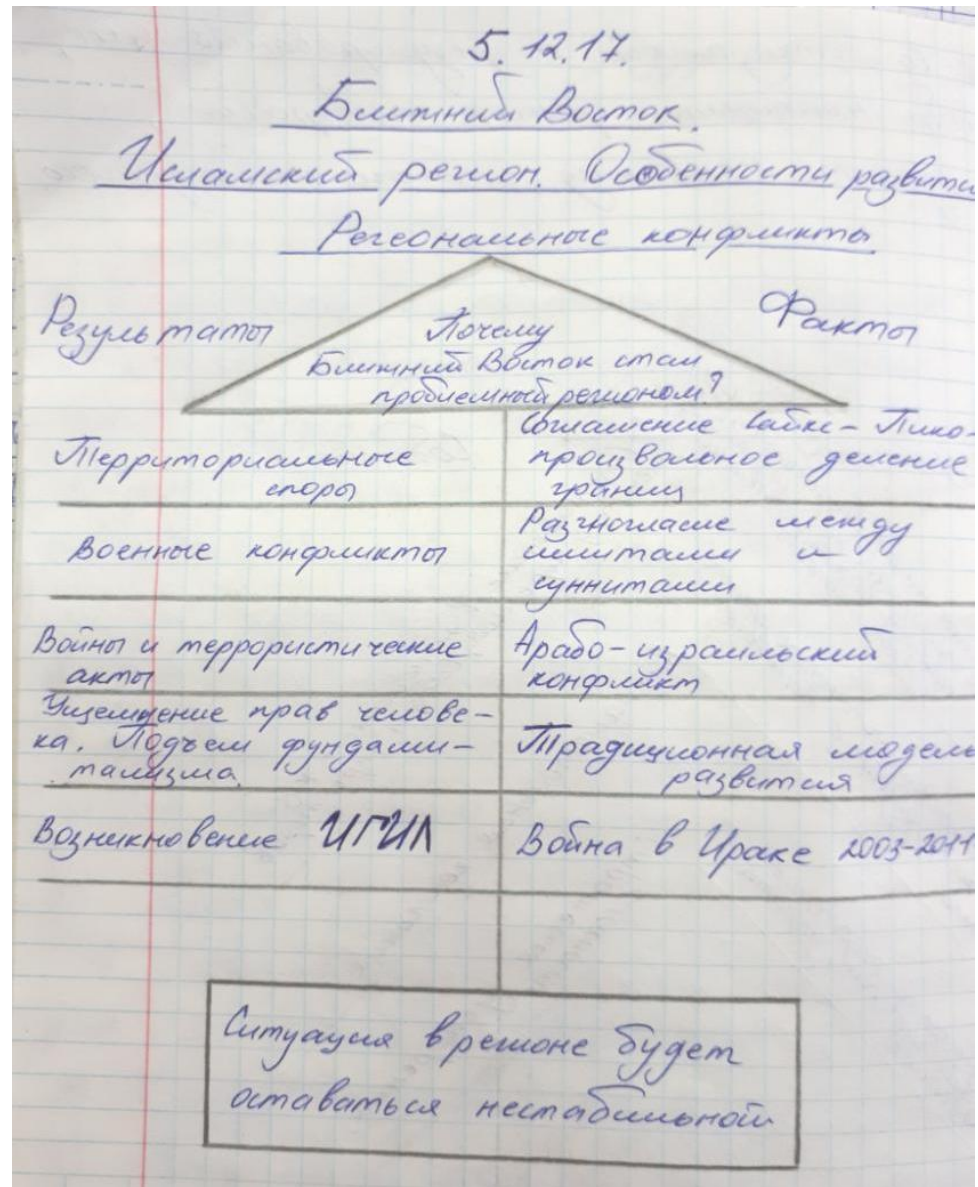 5. 12. 17.
Ближний Восток.
Исламский регион. Особенности развити
Регеональные конфликты.
Результаты
Факты
Почему
Ближний Восток стал
проблемный регионом?
Территориальные
споры
Соглашение Сайкс-Пико-
произвольное деление
границ
Военные конфликты
Разногласие между
шиитами и
суннитами
Войны и террористические
акты
Арабо-израильский
конфликт
Ущемление прав челове-
ка. Подъем фундами-
тализма.
Традиционная модель
развития
Возникновение ИГИЛ
Война в Ираке 2003-2011
Ситуация в регионе будет
оставаться нестабильной